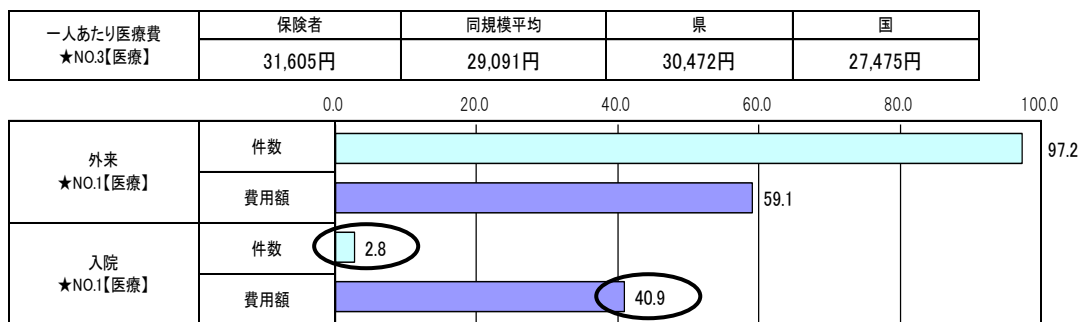 一人あたり医療費
★NO.3【医療】
保険者 同規模平均 県 国
31,605円 29,091円 30,472円 27,475円
0.0 20.0 40.0 60.0 80.0 100.0
外来
★NO.1【医療】
件数 97.2
費用額 59.1
入院
★NO.1【医療】
件数 2.8
費用額 40.9